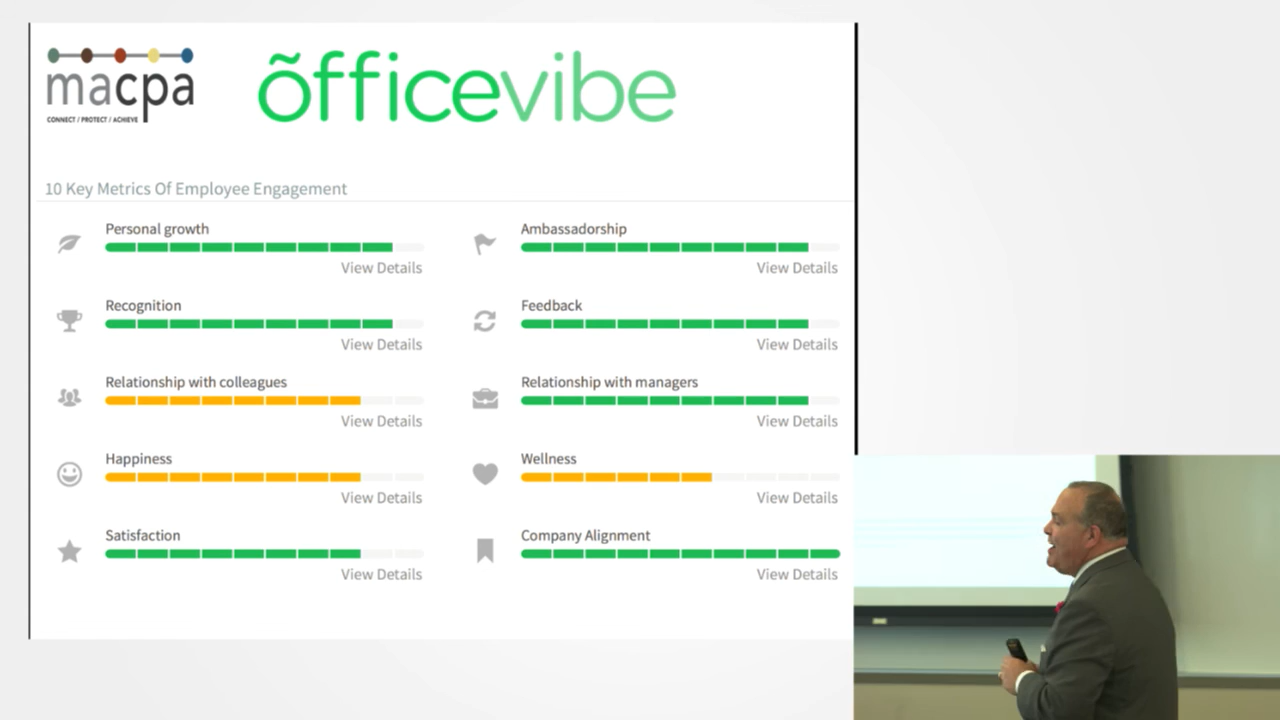 macpa
CONNECT / PROTECT / ACHIEVE
õfficevibe
10 Key Metrics Of Employee Engagement
Personal growth
View Details
Ambassadorship
View Details
Recognition
View Details
Feedback
View Details
Relationship with colleagues
View Details
Relationship with managers
View Details
Happiness
View Details
Wellness
View Details
Satisfaction
View Details
Company Alignment
View Details